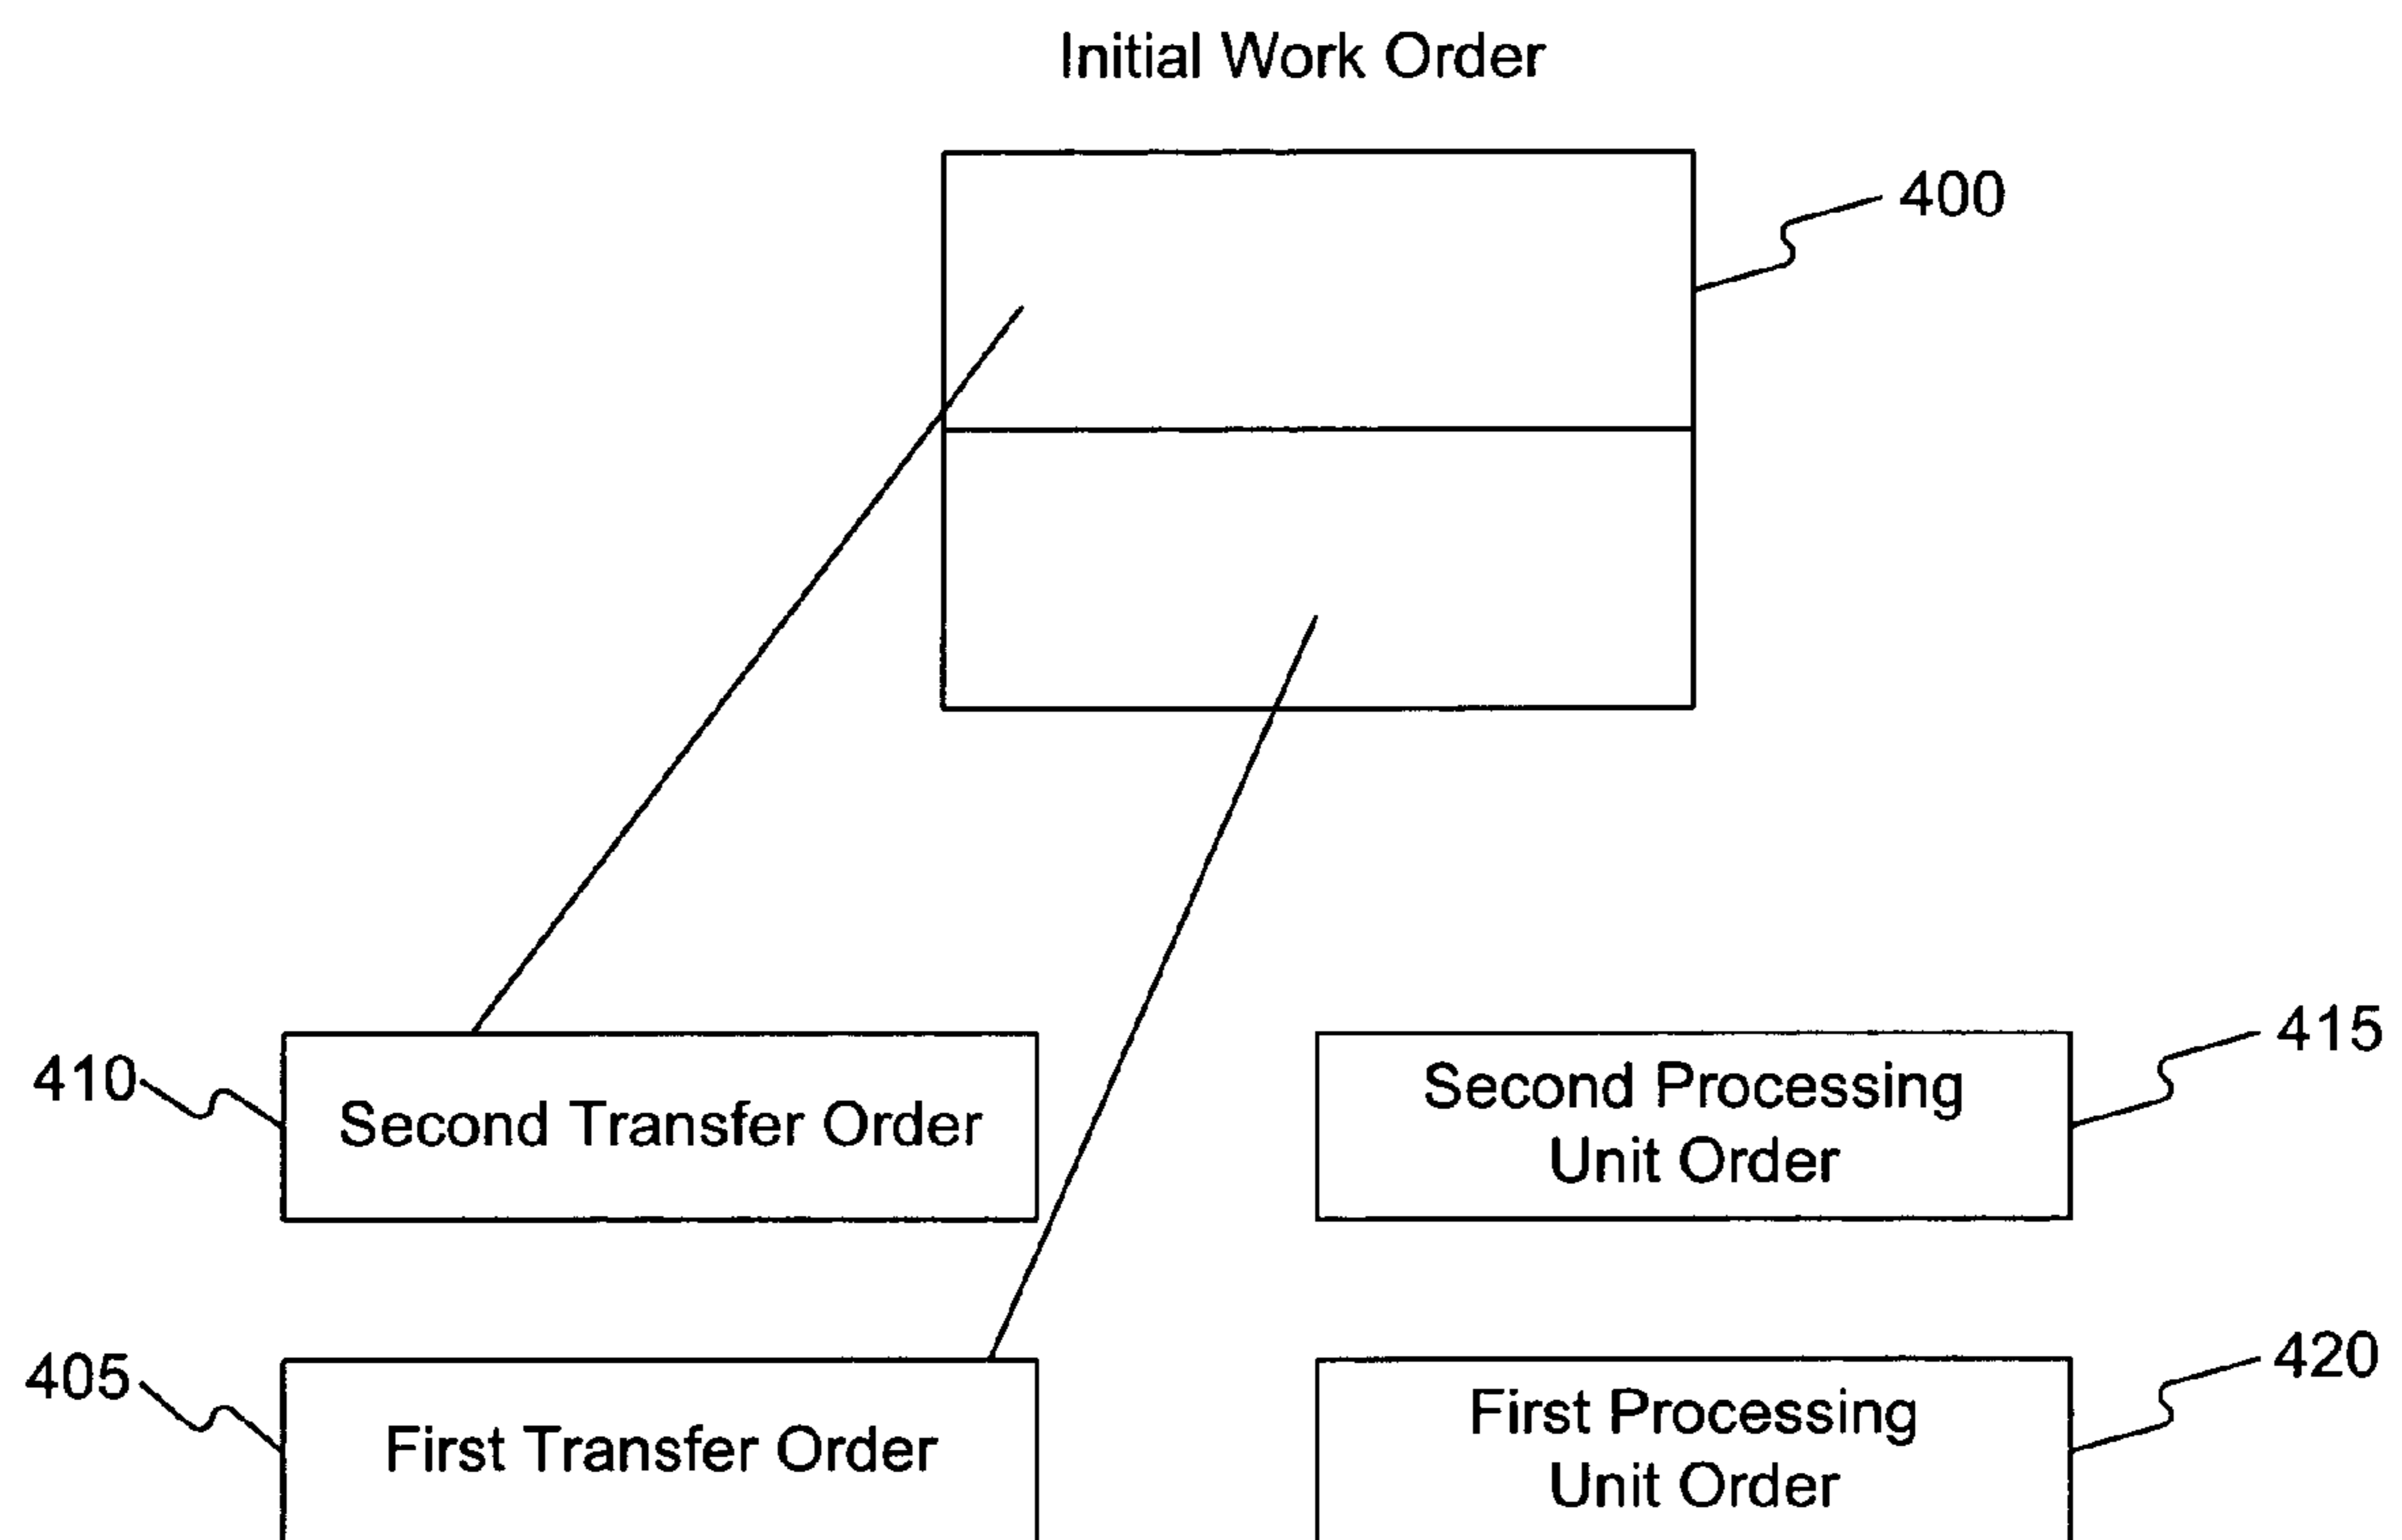 Initial Work Order
400
410
Second Transfer Order
Second Processing
Unit Order
415
405
First Transfer Order
First Processing
Unit Order
420